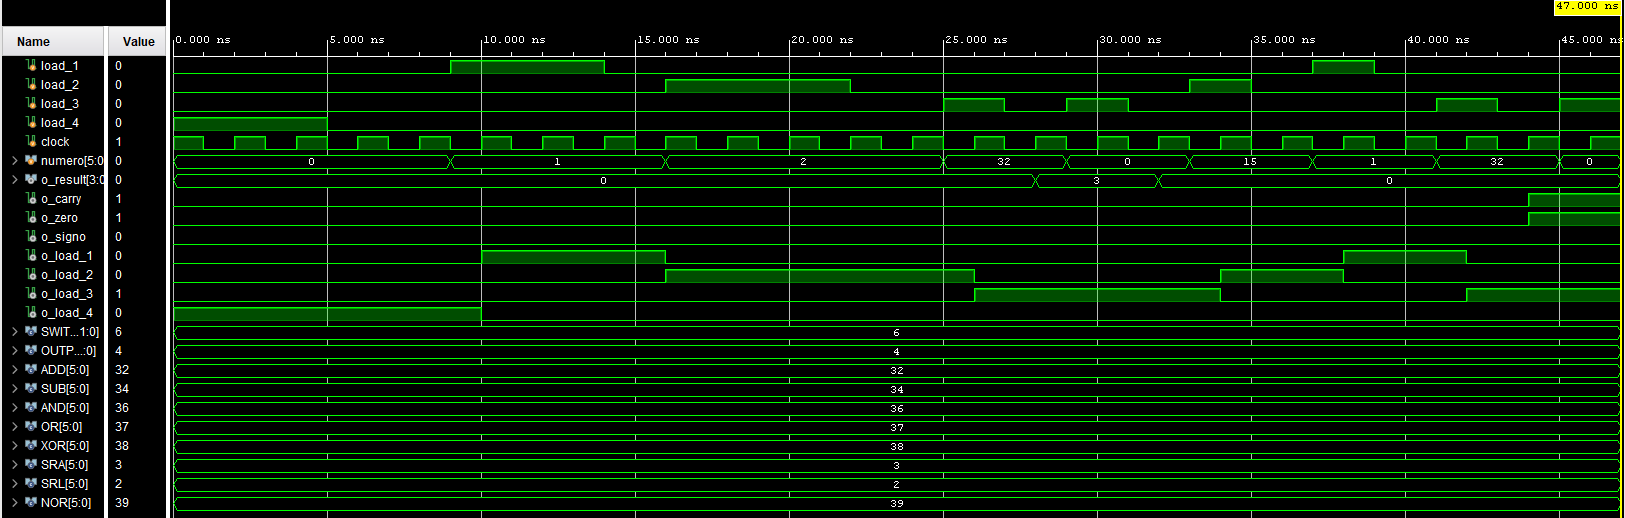 47.000 ns
Name Value 0.000 ns 5.000 ns 10.000 ns 15.000 ns 20.000 ns 25.000 ns 30.000 ns 35.000 ns 40.000 ns 45.000 ns
load_1 0
load_2 0
load_3 0
load_4 0
clock 1
numero[5:0 0 0 1 2 32 0 15 1 32 0
o_result[3:0 0 0 3 0
o_carry 1
o_zero 1
o_signo 0
o_load_1 0
o_load_2 0
o_load_3 1
o_load_4 0
SWIT...1:0] 6 6
OUTP...:0] 4 4
ADD[5:0] 32 32
SUB[5:0] 34 34
AND[5:0] 36 36
OR[5:0] 37 37
XOR[5:0] 38 38
SRA[5:0] 3 3
SRL[5:0] 2 2
NOR[5:0] 39 39